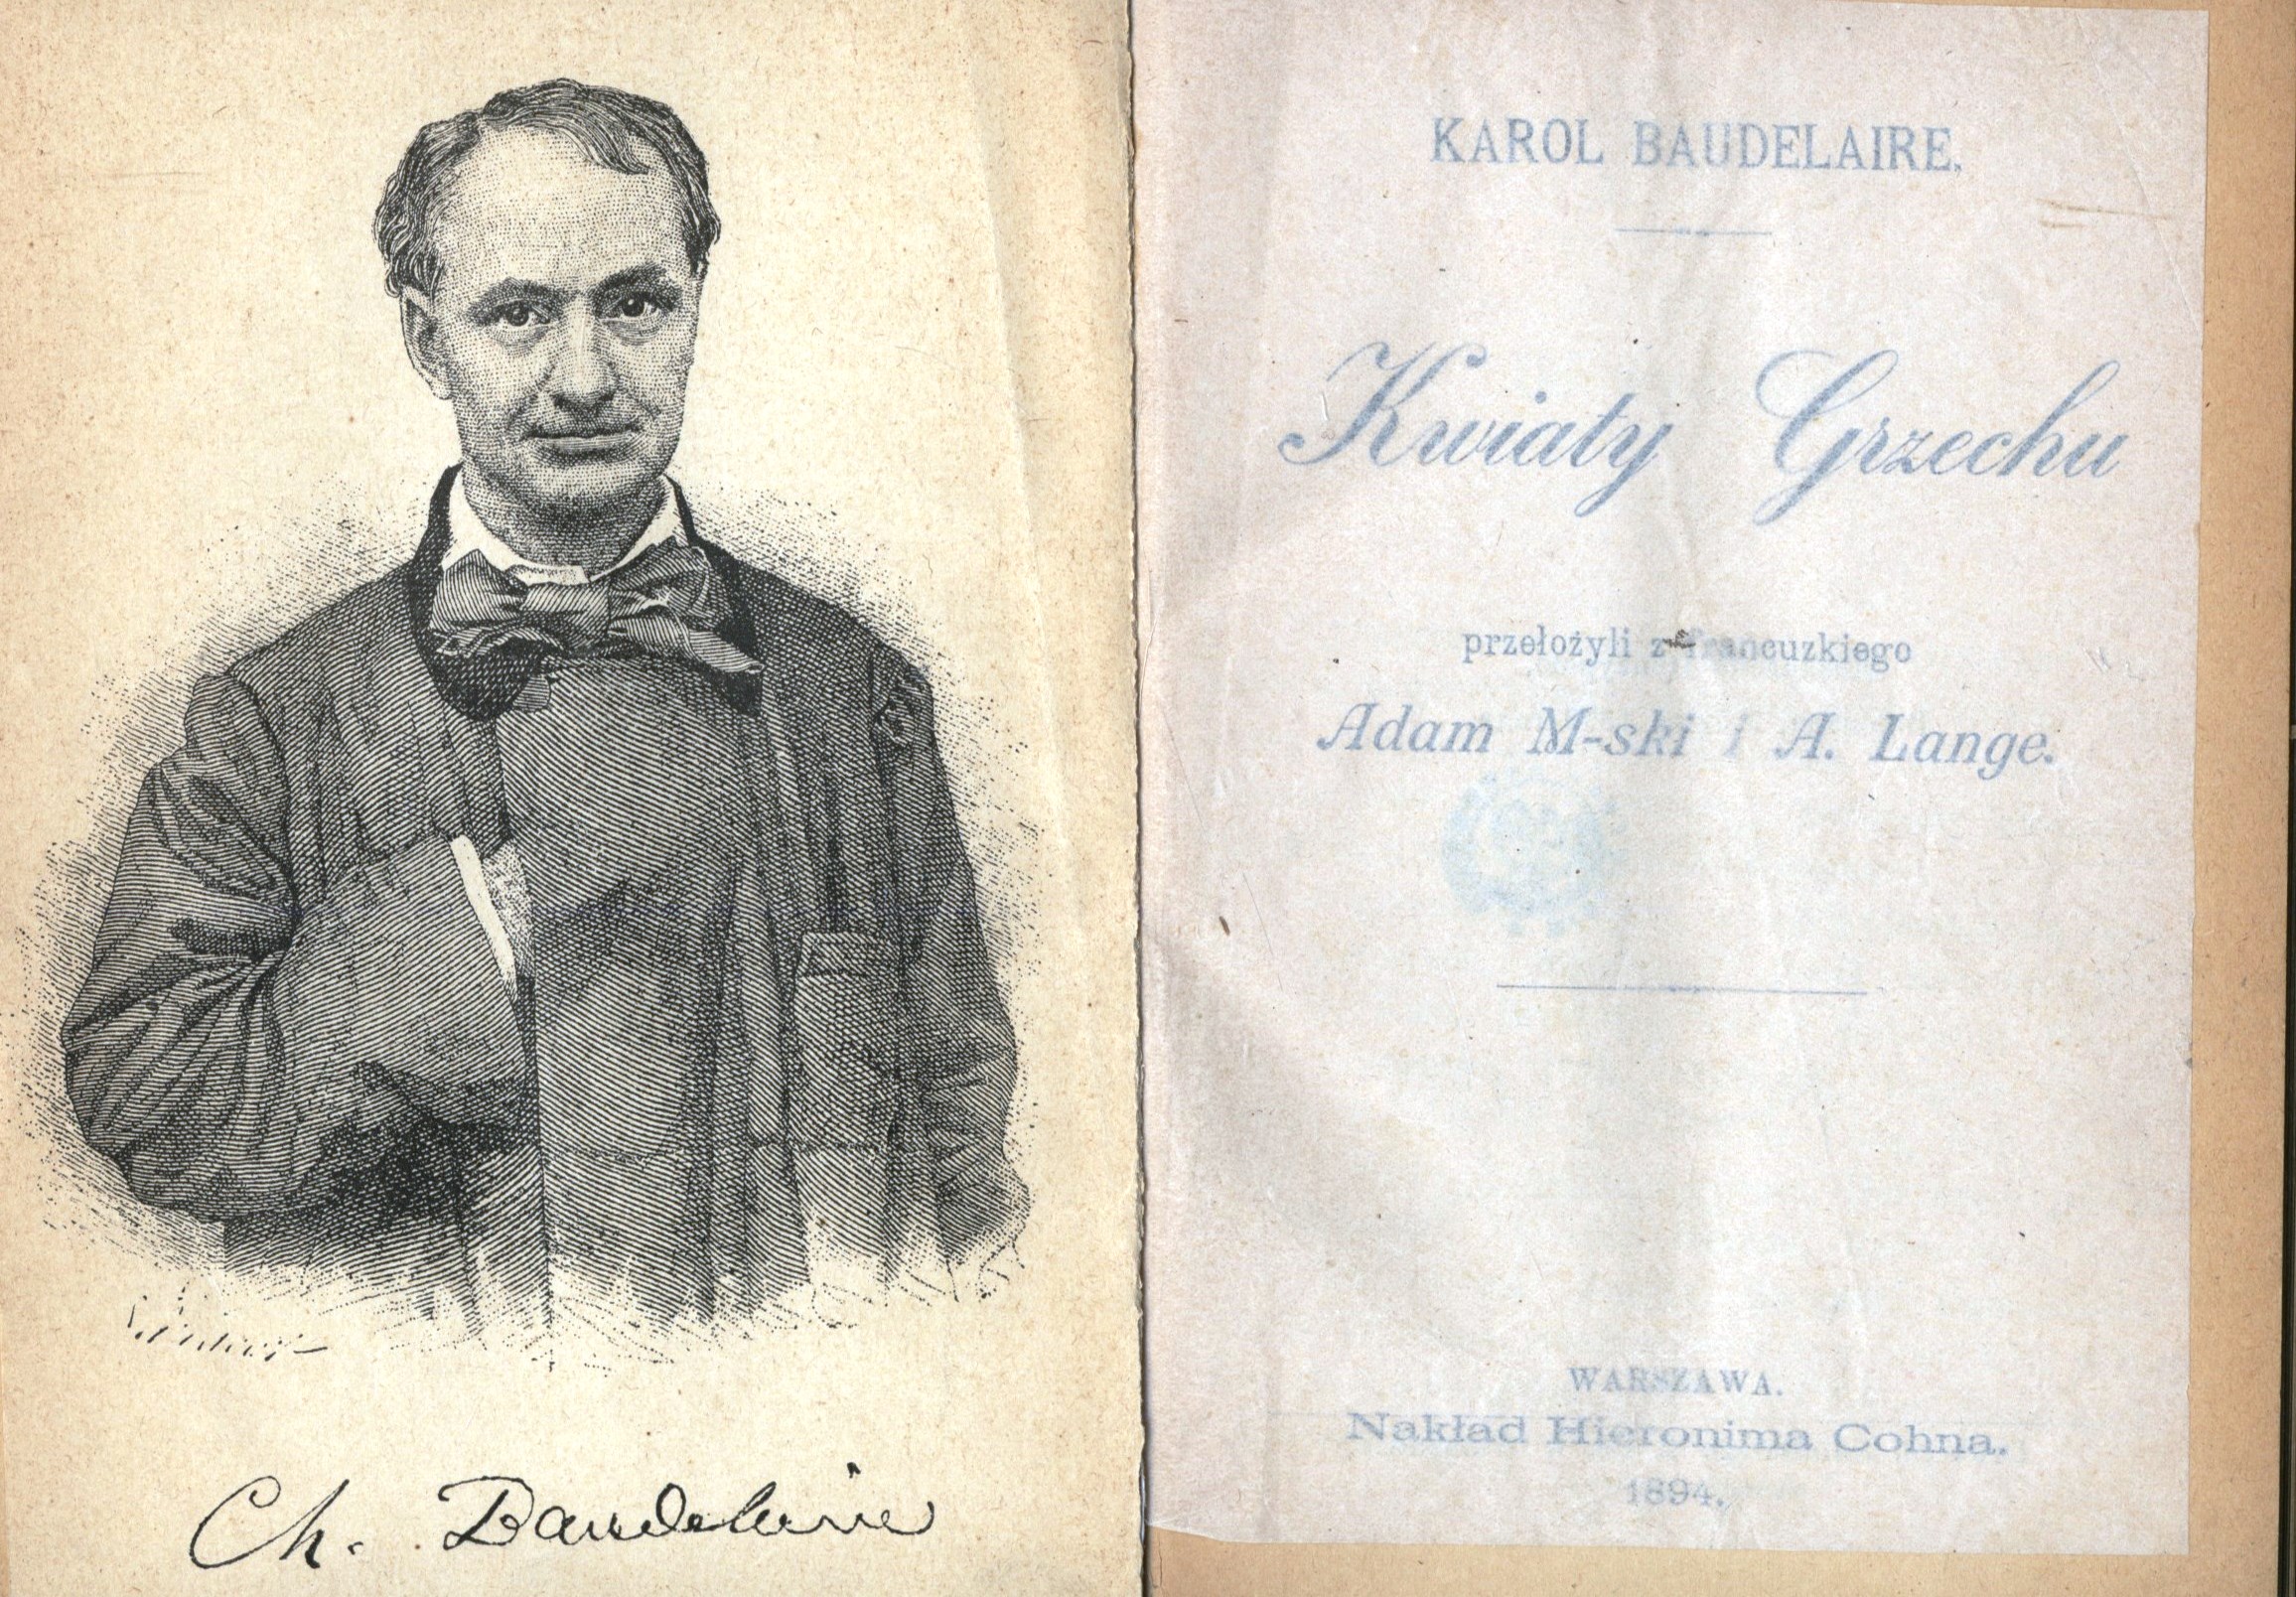 Ch. Baudelaire
KAROL BAUDELAIRE.
Kwiaty Grzechu
przełożyli z francuzkiego
Adam M-ski i A. Lange.
WARSZAWA.
Nakład Hieronima Cohna.
1894.